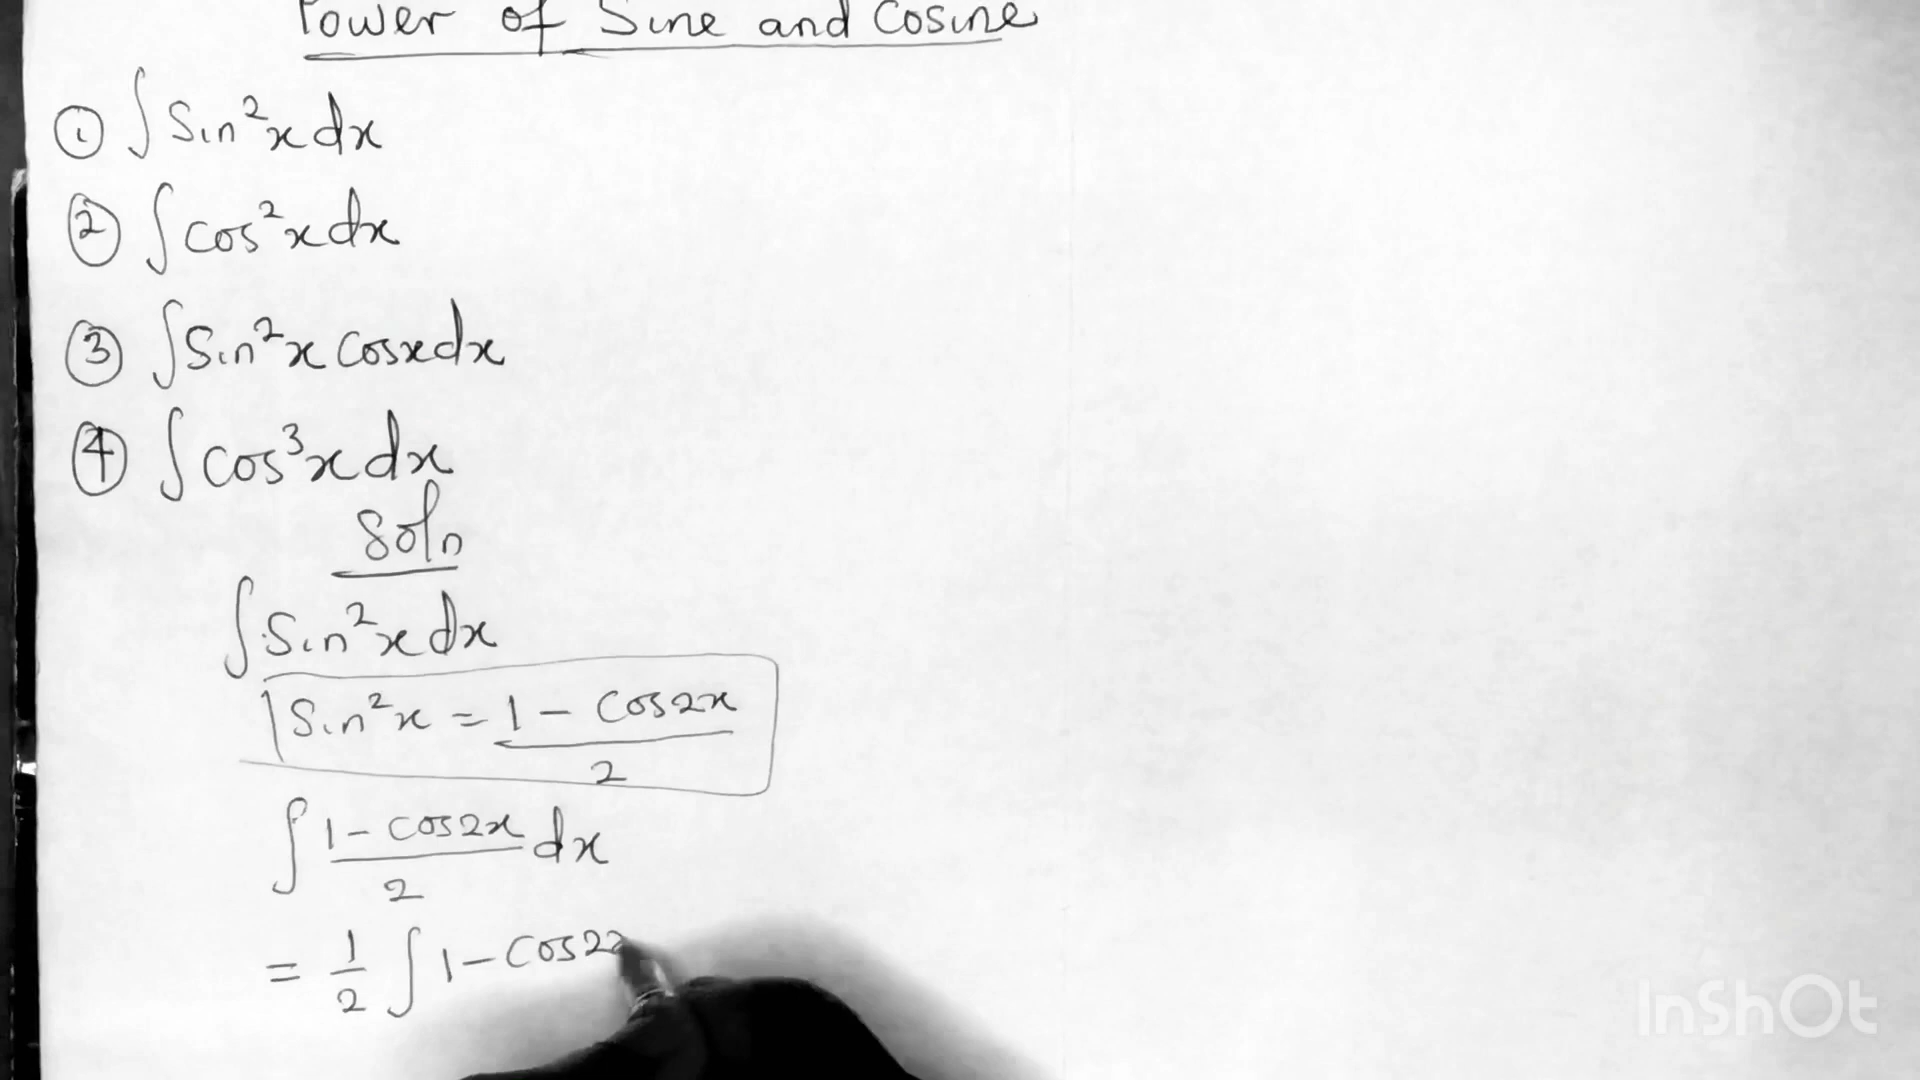 Power of Sine and Cosine
① ∫ Sin²x dx
② ∫ cos²x dx
③ ∫ Sin²x cosx dx
④ ∫ cos³x dx
Soln
∫ Sin²x dx
Sin²x = (1 - Cos2x)/2
∫ (1 - cos2x)/2 dx
= 1/2 ∫ 1 - Cos2x
InShOt